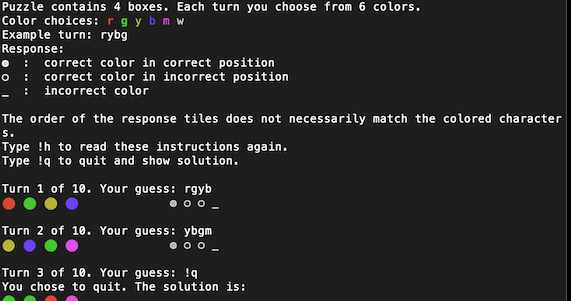 Puzzle contains 4 boxes. Each turn you choose from 6 colors.
Color choices: r g y b m w
Example turn: rybg
Response:
● : correct color in correct position
○ : correct color in incorrect position
_ : incorrect color
The order of the response tiles does not necessarily match the colored character
s.
Type !h to read these instructions again.
Type !q to quit and show solution.
Turn 1 of 10. Your guess: rgyb
● ● ● ● ● ○ ○ _
Turn 2 of 10. Your guess: ybgm
● ● ● ● ● ○ ○ _
Turn 3 of 10. Your guess: !q
You chose to quit. The solution is:
● ● ● ●